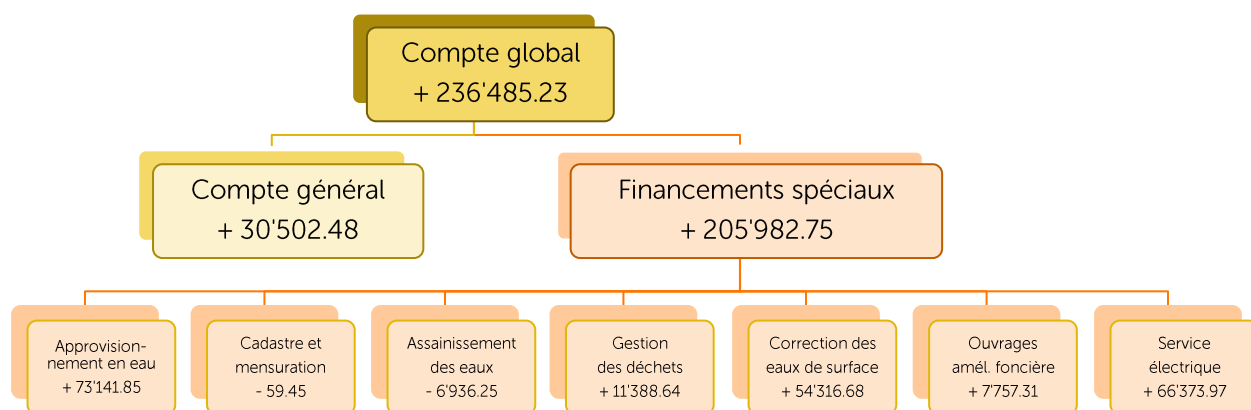 Compte global
+ 236'485.23
Compte général
+ 30'502.48
Financements spéciaux
+ 205'982.75
Approvision-
nement en eau
+ 73'141.85
Cadastre et
mensuration
- 59.45
Assainissement
des eaux
- 6'936.25
Gestion
des déchets
+ 11'388.64
Correction des
eaux de surface
+ 54'316.68
Ouvrages
amél. foncière
+ 7'757.31
Service
électrique
+ 66'373.97